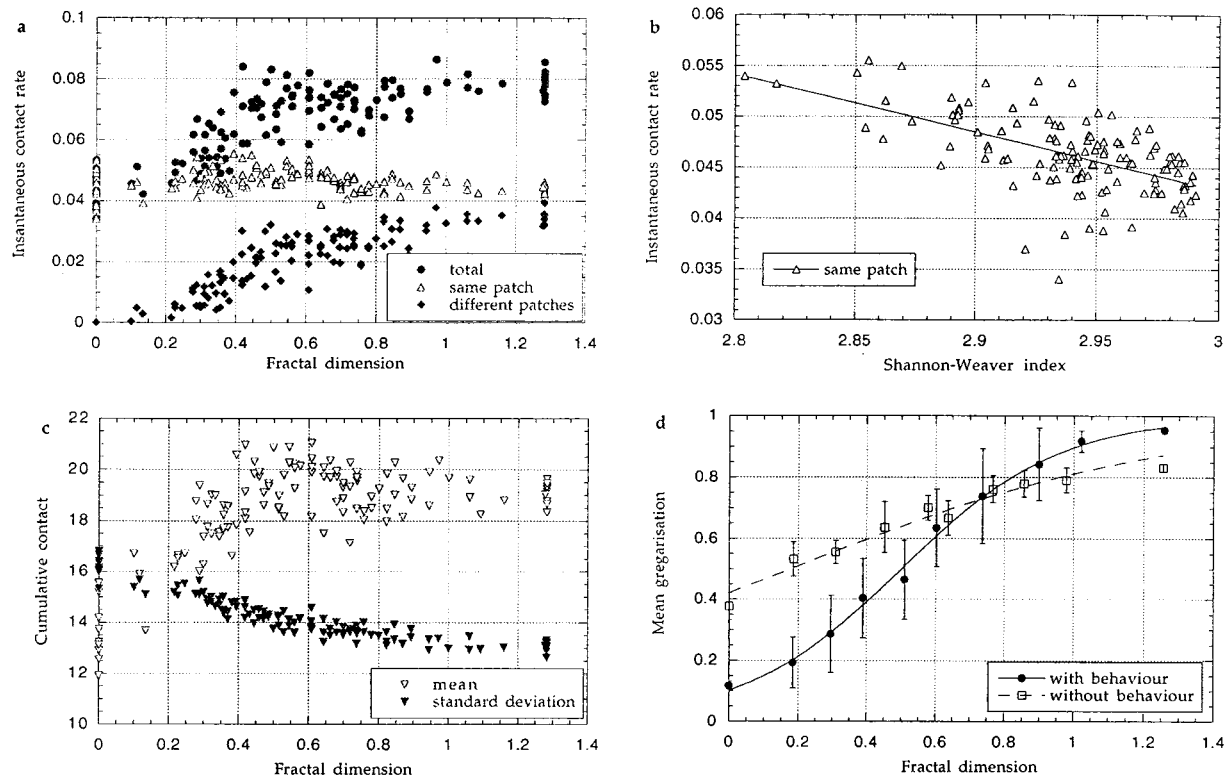 a
Insantaneous contact rate
0.1
0.08
0.06
0.04
0.02
0
total
same patch
different patches
0 0.2 0.4 0.6 0.8 1 1.2 1.4
Fractal dimension
b
Instantaneous contact rate
0.06
0.055
0.05
0.045
0.04
0.035
0.03
same patch
2.8 2.85 2.9 2.95 3
Shannon-Weaver index
c
Cumulative contact
22
20
18
16
14
12
10
mean
standard deviation
0 0.2 0.4 0.6 0.8 1 1.2 1.4
Fractal dimension
d
Mean gregarisation
1
0.8
0.6
0.4
0.2
0
with behaviour
without behaviour
0 0.2 0.4 0.6 0.8 1 1.2 1.4
Fractal dimension